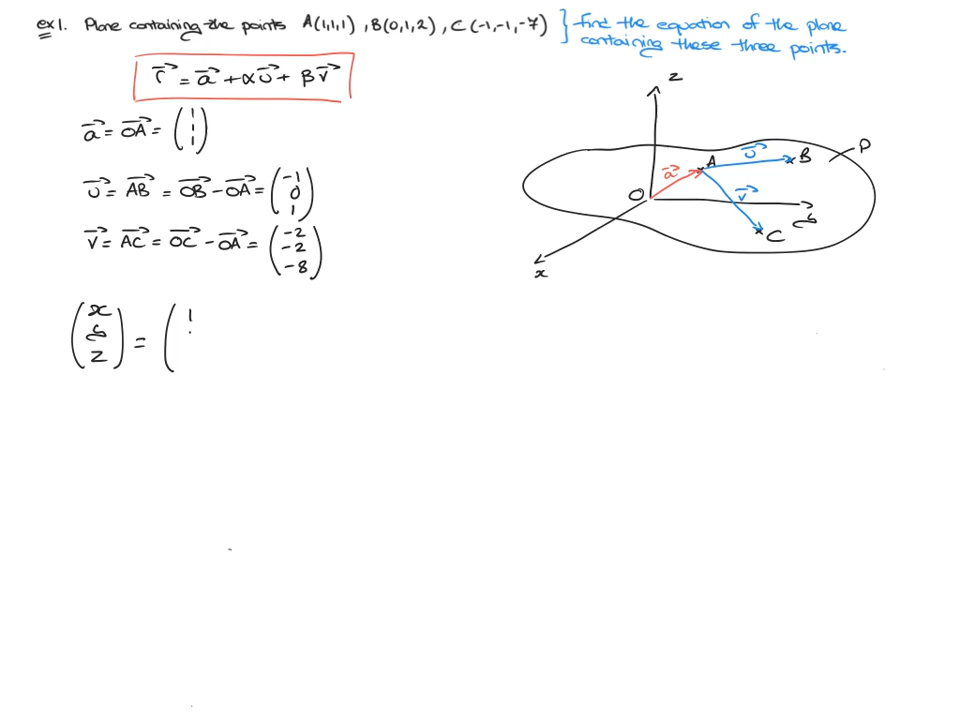 ex1. Plane containing the points A(1,1,1), B(0,1,2), C(-1,-1,-7) } find the equation of the plane
containing these three points.
r⃗ = a⃗ + αu⃗ + βv⃗
a⃗ = OA⃗ = (1 1 1)
u⃗ = AB⃗ = OB⃗ - OA⃗ = (-1 0 1)
v⃗ = AC⃗ = OC⃗ - OA⃗ = (-2 -2 -8)
(x y z) = ( 1
z
A
u⃗
B
P
a⃗
O
v⃗
y
C
x